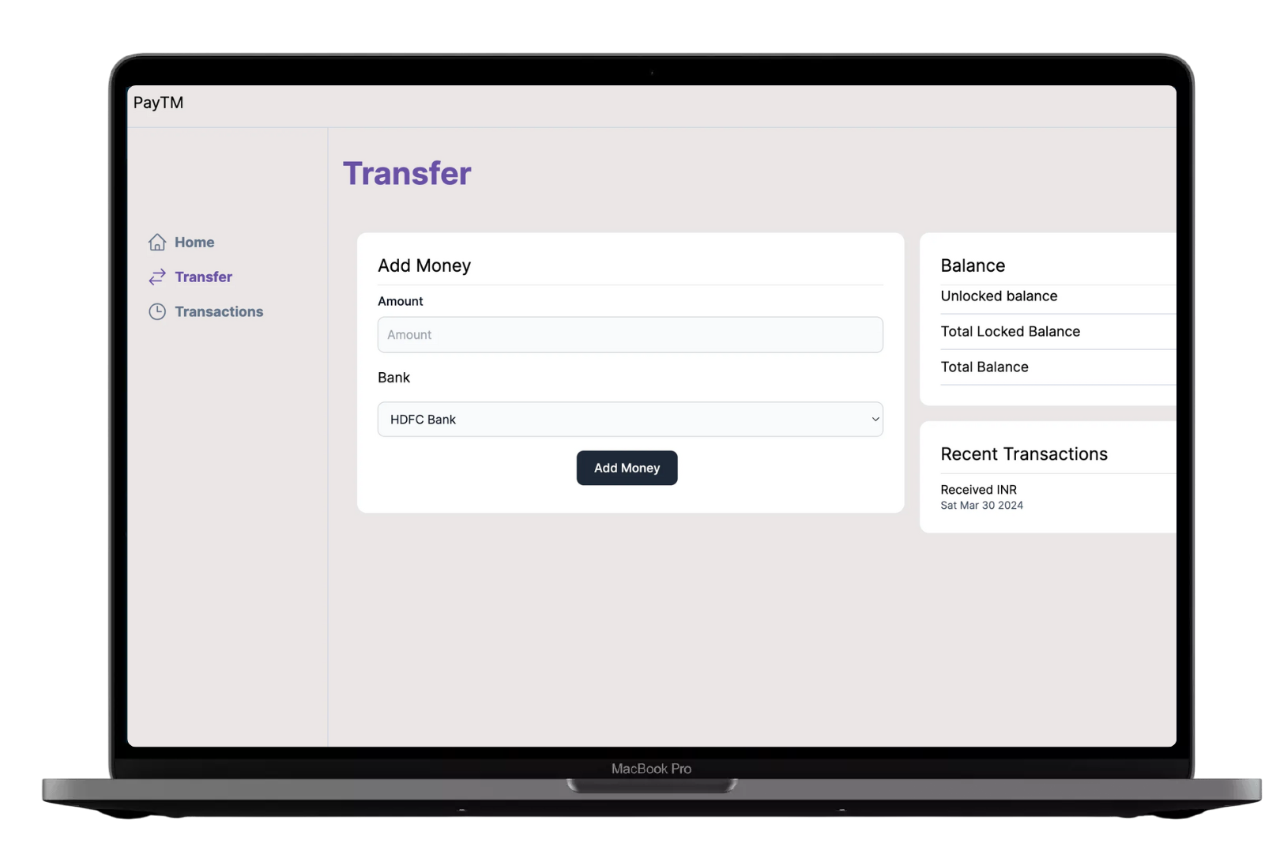 PayTM
Transfer
Home
Transfer
Transactions
Add Money
Amount
Amount
Bank
HDFC Bank
Add Money
Balance
Unlocked balance
Total Locked Balance
Total Balance
Recent Transactions
Received INR
Sat Mar 30 2024
MacBook Pro